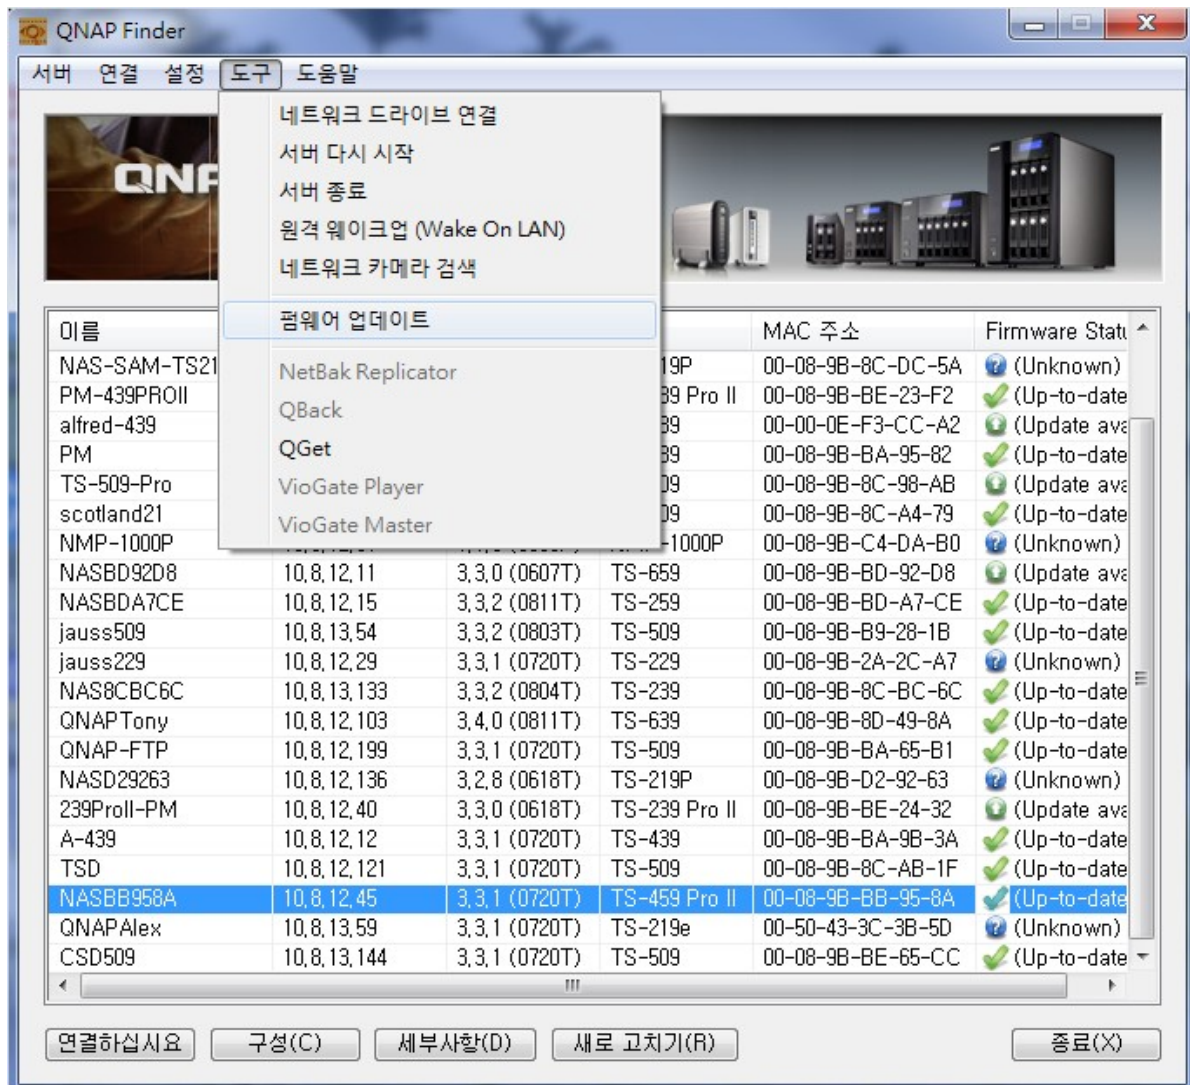 QNAP Finder
서버 연결 설정 도구 도움말
네트워크 드라이브 연결
서버 다시 시작
서버 종료
원격 웨이크업 (Wake On LAN)
네트워크 카메라 검색
펌웨어 업데이트
NetBak Replicator
QBack
QGet
VioGate Player
VioGate Master
이름 MAC 주소 Firmware Statu
NAS-SAM-TS21 19P 00-08-9B-8C-DC-5A (Unknown)
PM-439PROII 39 Pro II 00-08-9B-BE-23-F2 (Up-to-date
alfred-439 39 00-00-0E-F3-CC-A2 (Update ava
PM 39 00-08-9B-BA-95-82 (Up-to-date
TS-509-Pro 09 00-08-9B-8C-98-AB (Update ava
scotland21 09 00-08-9B-8C-A4-79 (Up-to-date
NMP-1000P -1000P 00-08-9B-C4-DA-B0 (Unknown)
NASBD92D8 10,8,12,11 3,3,0 (0607T) TS-659 00-08-9B-BD-92-D8 (Update ava
NASBDA7CE 10,8,12,15 3,3,2 (0811T) TS-259 00-08-9B-BD-A7-CE (Up-to-date
jauss509 10,8,13,54 3,3,2 (0803T) TS-509 00-08-9B-B9-28-1B (Up-to-date
jauss229 10,8,12,29 3,3,1 (0720T) TS-229 00-08-9B-2A-2C-A7 (Unknown)
NAS8CBC6C 10,8,13,133 3,3,2 (0804T) TS-239 00-08-9B-8C-BC-6C (Up-to-date
QNAPTony 10,8,12,103 3,4,0 (0811T) TS-639 00-08-9B-8D-49-8A (Up-to-date
QNAP-FTP 10,8,12,199 3,3,1 (0720T) TS-509 00-08-9B-BA-65-B1 (Up-to-date
NASD29263 10,8,12,136 3,2,8 (0618T) TS-219P 00-08-9B-D2-92-63 (Unknown)
239ProII-PM 10,8,12,40 3,3,0 (0618T) TS-239 Pro II 00-08-9B-BE-24-32 (Update ava
A-439 10,8,12,12 3,3,1 (0720T) TS-439 00-08-9B-BA-9B-3A (Up-to-date
TSD 10,8,12,121 3,3,1 (0720T) TS-509 00-08-9B-8C-AB-1F (Up-to-date
NASBB958A 10,8,12,45 3,3,1 (0720T) TS-459 Pro II 00-08-9B-BB-95-8A (Up-to-date
QNAPAlex 10,8,13,59 3,3,1 (0720T) TS-219e 00-50-43-3C-3B-5D (Unknown)
CSD509 10,8,13,144 3,3,1 (0720T) TS-509 00-08-9B-BE-65-CC (Up-to-date
연결하십시요 구성(C) 세부사항(D) 새로 고치기(R) 종료(X)